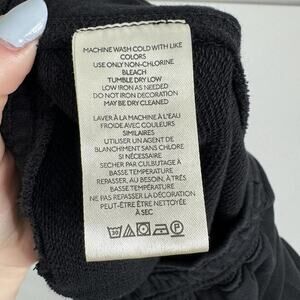 MACHINE WASH COLD WITH LIKE
COLORS
USE ONLY NON-CHLORINE
BLEACH
TUMBLE DRY LOW
LOW IRON AS NEEDED
DO NOT IRON DECORATION
MAY BE DRY CLEANED
LAVER À LA MACHINE À L'EAU
FROIDE AVEC COULEURS
SIMILAIRES
UTILISER UN AGENT DE
BLANCHIMENT SANS CHLORE
SI NÉCESSAIRE
SECHER PAR CULBUTAGE À
BASSE TEMPÉRATURE
REPASSER, AU BESOIN, À TRÈS
BASSE TEMPÉRATURE
NE PAS REPASSER LA DÉCORATION
PEUT-ÊTRE ÊTRE NETTOYÉE
À SEC
30 P